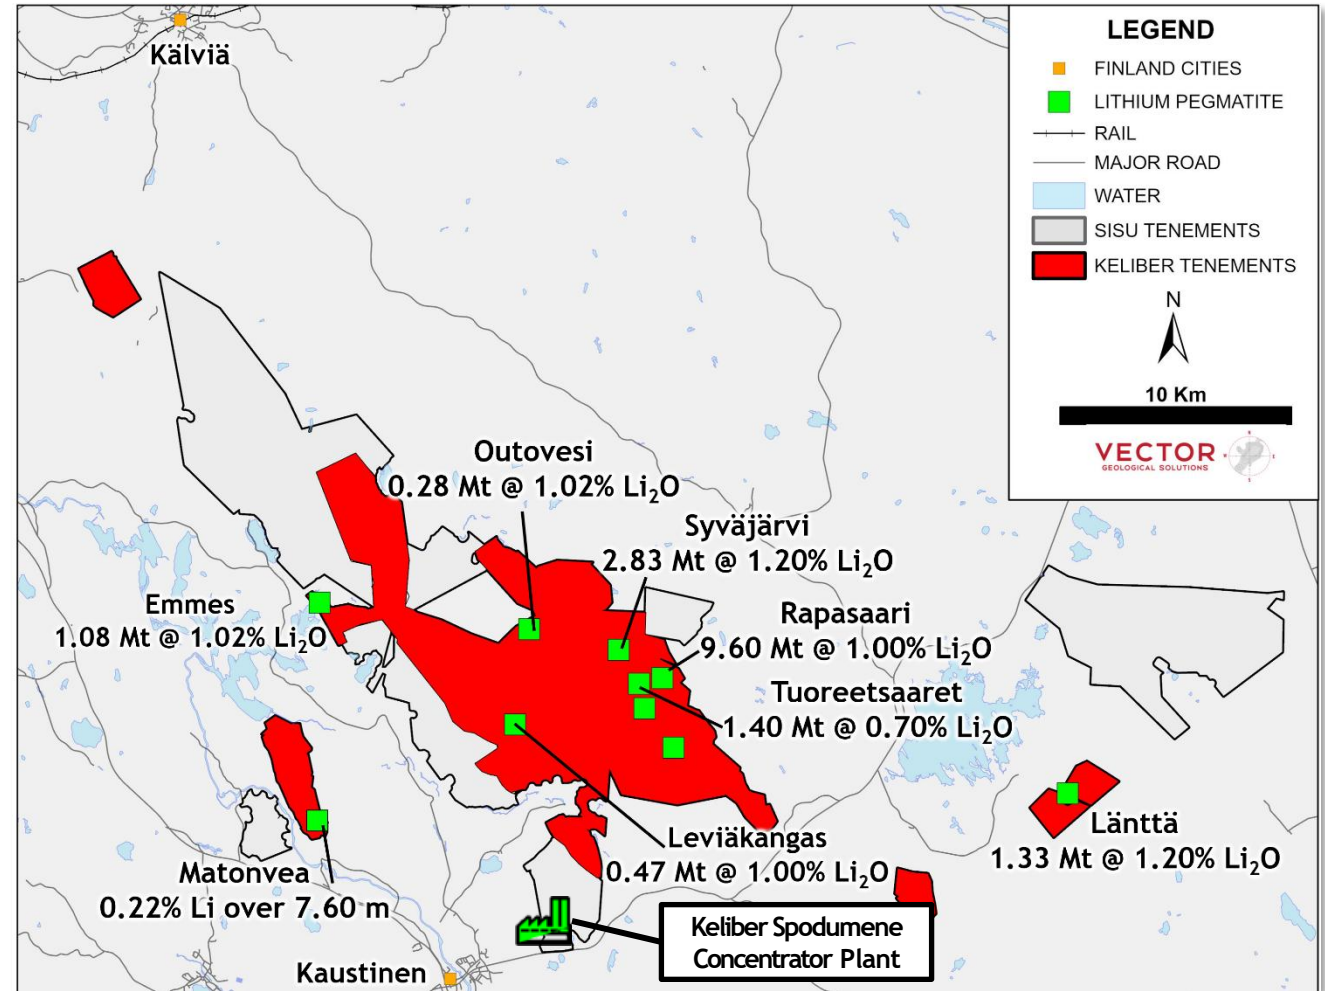 Kälviä
LEGEND
FINLAND CITIES
LITHIUM PEGMATITE
RAIL
MAJOR ROAD
WATER
SISU TENEMENTS
KELIBER TENEMENTS
N
10 Km
VECTOR
GEOLOGICAL SOLUTIONS
Outovesi
0.28 Mt @ 1.02% Li₂O
Syväjärvi
2.83 Mt @ 1.20% Li₂O
Emmes
1.08 Mt @ 1.02% Li₂O
Rapasaari
9.60 Mt @ 1.00% Li₂O
Tuoreetsaaret
1.40 Mt @ 0.70% Li₂O
Leviäkangas
0.47 Mt @ 1.00% Li₂O
Länttä
1.33 Mt @ 1.20% Li₂O
Matonvea
0.22% Li over 7.60 m
Keliber Spodumene
Concentrator Plant
Kaustinen